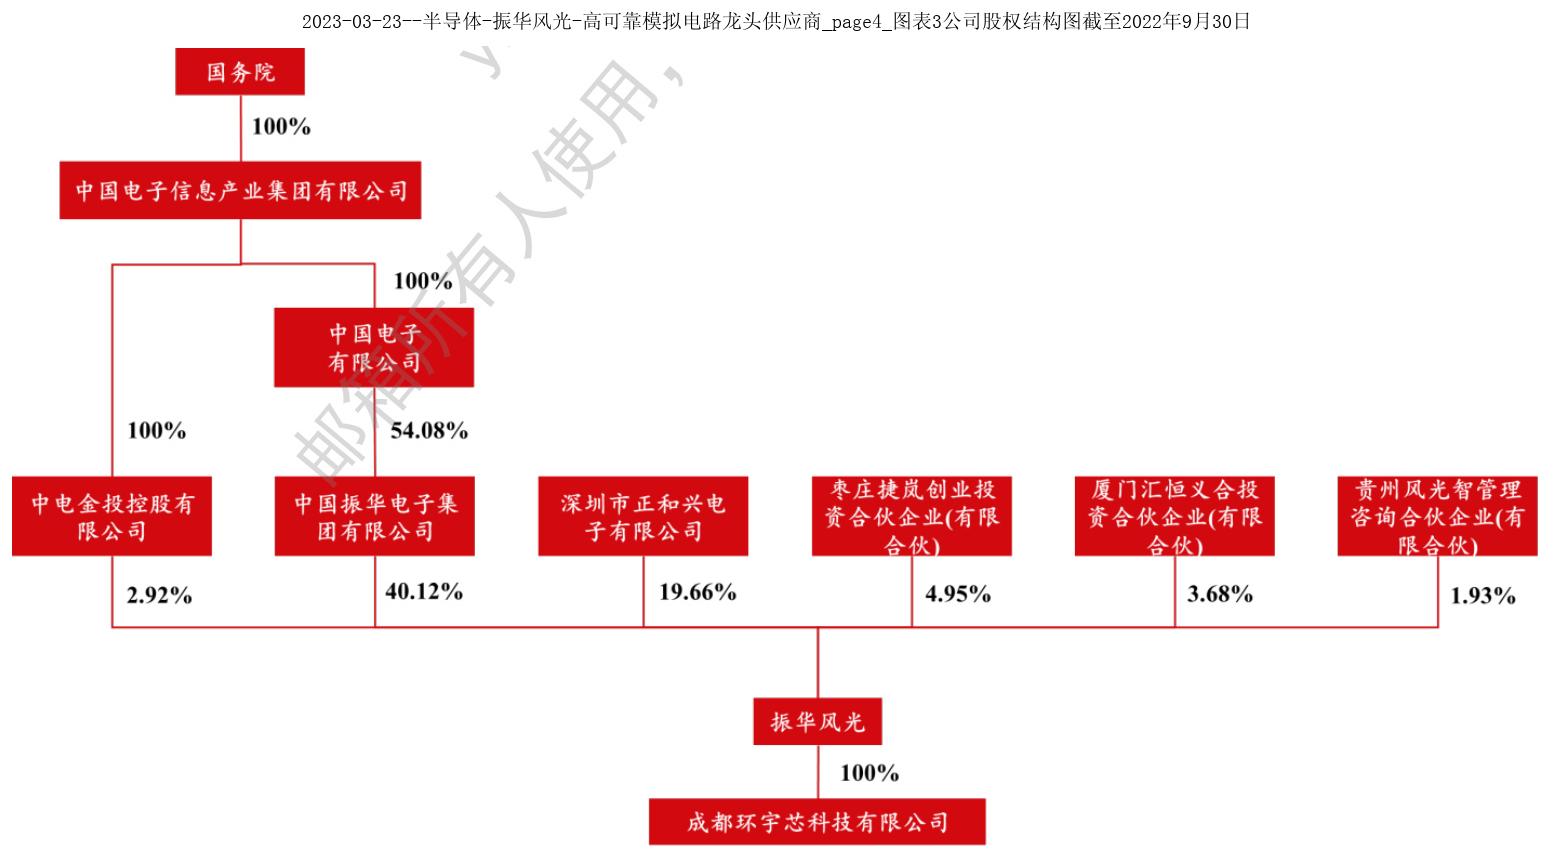 2023-03-23--半导体-振华风光-高可靠模拟电路龙头供应商_page4_图表3公司股权结构图截至2022年9月30日
国务院
100%
中国电子信息产业集团有限公司
100%
中国电子
有限公司
100%
54.08%
中电金投控股有
限公司
中国振华电子集
团有限公司
深圳市正和兴电
子有限公司
枣庄捷岚创业投
资合伙企业(有限
合伙)
厦门汇恒义合投
资合伙企业(有限
合伙)
贵州风光智管理
咨询合伙企业(有
限合伙)
2.92%
40.12%
19.66%
4.95%
3.68%
1.93%
振华风光
100%
成都环宇芯科技有限公司
邮箱所有人使用，